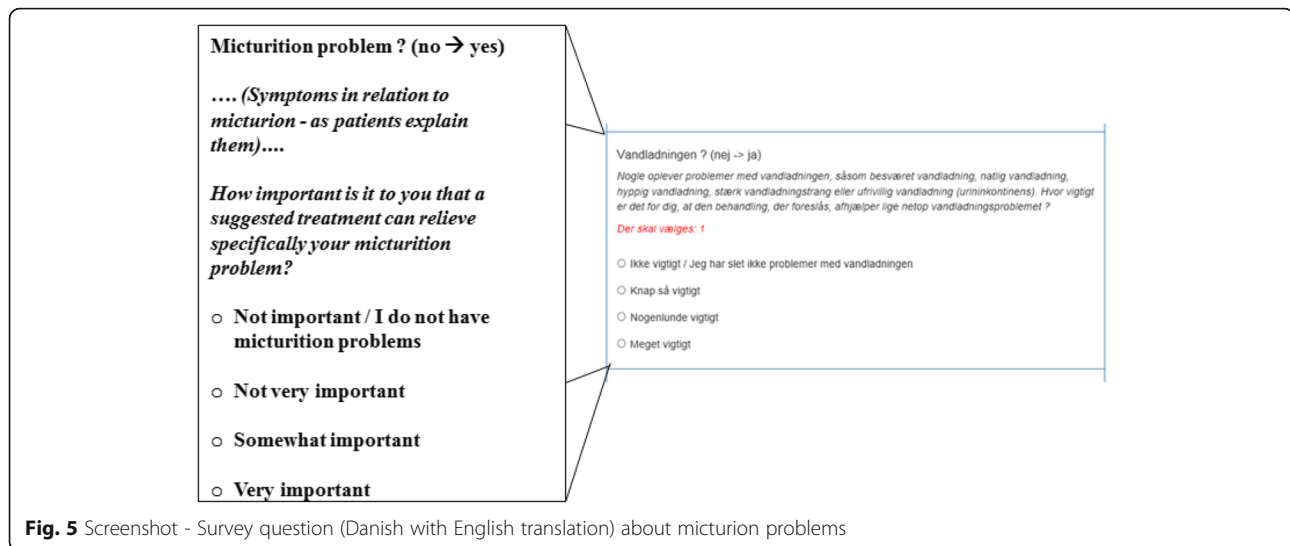 Micturition problem ? (no → yes)
.... (Symptoms in relation to
micturion - as patients explain
them)....
How important is it to you that a
suggested treatment can relieve
specifically your micturition
problem?
o Not important / I do not have
micturition problems
o Not very important
o Somewhat important
o Very important
Vandladningen ? (nej -> ja)
Nogle oplever problemer med vandladningen, såsom besværet vandladning, natlig vandladning,
hyppig vandladning, stærk vandladningstrang eller ufrivillig vandladning (urininkontinens). Hvor vigtigt
er det for dig, at den behandling, der foreslås, afhjælper lige netop vandladningsproblemet ?
Der skal vælges: 1
Ikke vigtigt / Jeg har slet ikke problemer med vandladningen
Knap så vigtigt
Nogenlunde vigtigt
Meget vigtigt
Fig. 5 Screenshot - Survey question (Danish with English translation) about micturion problems